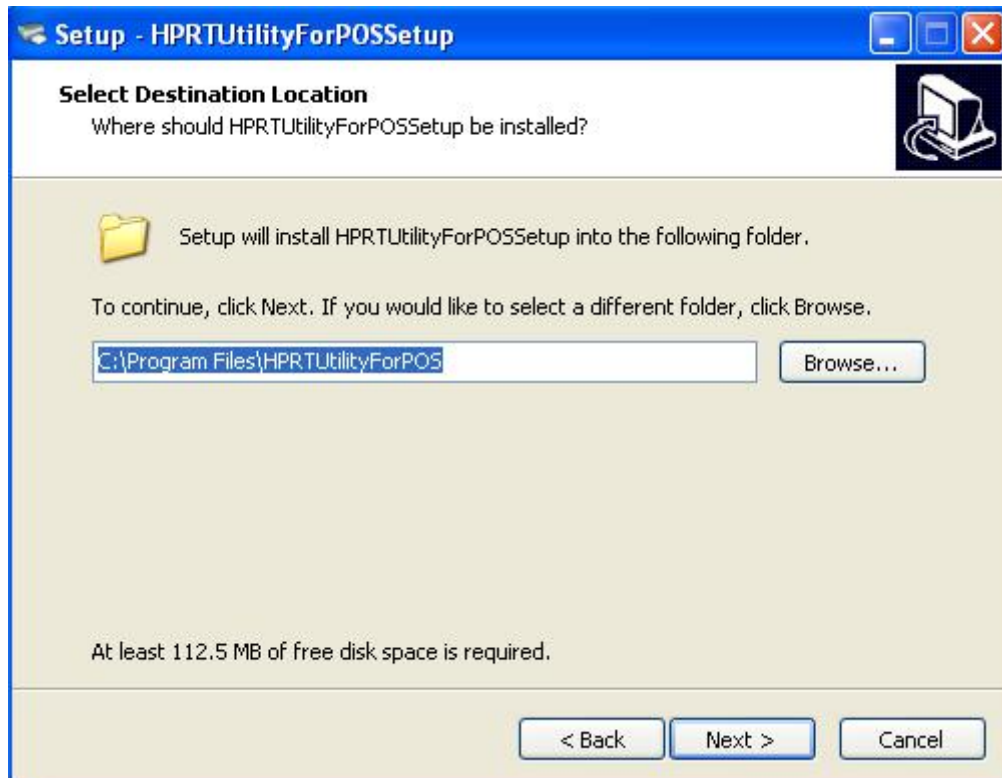 Setup - HPRTUtilityForPOSSetup
Select Destination Location
Where should HPRTUtilityForPOSSetup be installed?
Setup will install HPRTUtilityForPOSSetup into the following folder.
To continue, click Next. If you would like to select a different folder, click Browse.
C:\Program Files\HPRTUtilityForPOS
Browse...
At least 112.5 MB of free disk space is required.
< Back
Next >
Cancel